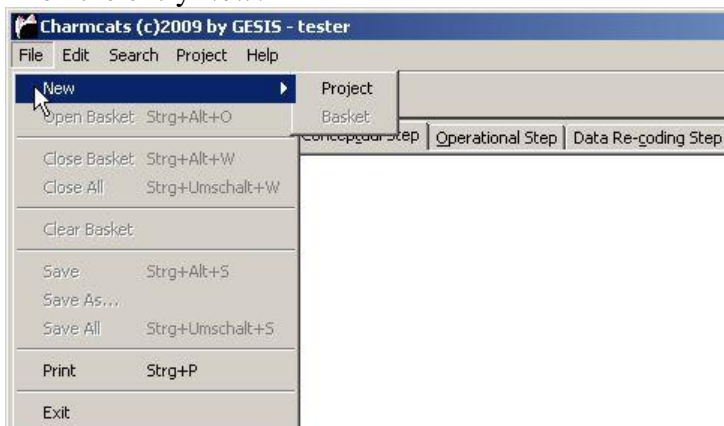 Charmcats (c)2009 by GESIS - tester
File Edit Search Project Help
New Project
Open Basket Strg+Alt+O Basket
Conceptual Step Operational Step Data Re-coding Step
Close Basket Strg+Alt+W
Close All Strg+Umschalt+W
Clear Basket
Save Strg+Alt+S
Save As...
Save All Strg+Umschalt+S
Print Strg+P
Exit